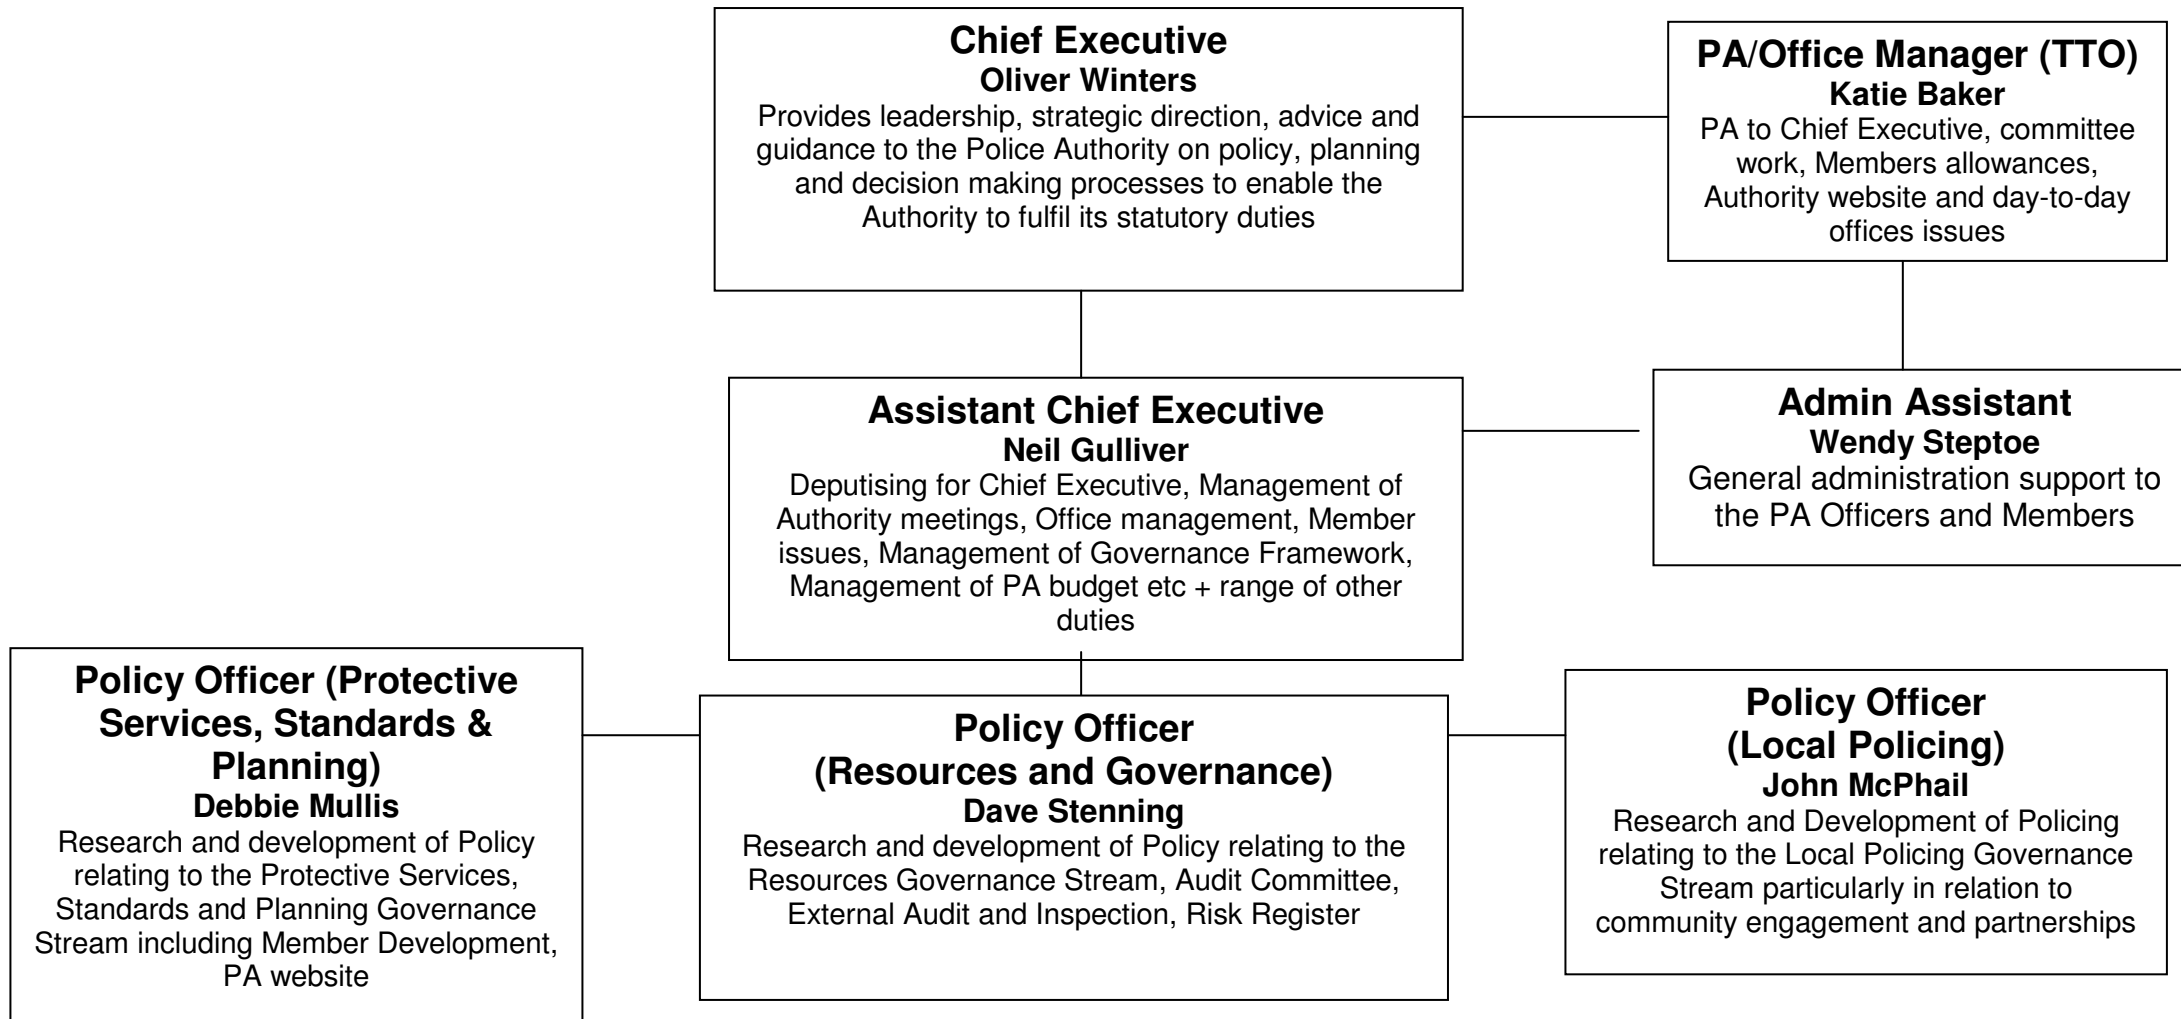 Chief Executive
Oliver Winters
Provides leadership, strategic direction, advice and
guidance to the Police Authority on policy, planning
and decision making processes to enable the
Authority to fulfil its statutory duties
PA/Office Manager (TTO)
Katie Baker
PA to Chief Executive, committee
work, Members allowances,
Authority website and day-to-day
offices issues
Assistant Chief Executive
Neil Gulliver
Deputising for Chief Executive, Management of
Authority meetings, Office management, Member
issues, Management of Governance Framework,
Management of PA budget etc + range of other
duties
Admin Assistant
Wendy Steptoe
General administration support to
the PA Officers and Members
Policy Officer (Protective
Services, Standards &
Planning)
Debbie Mullis
Research and development of Policy
relating to the Protective Services,
Standards and Planning Governance
Stream including Member Development,
PA website
Policy Officer
(Resources and Governance)
Dave Stenning
Research and development of Policy relating to the
Resources Governance Stream, Audit Committee,
External Audit and Inspection, Risk Register
Policy Officer
(Local Policing)
John McPhail
Research and Development of Policing
relating to the Local Policing Governance
Stream particularly in relation to
community engagement and partnerships